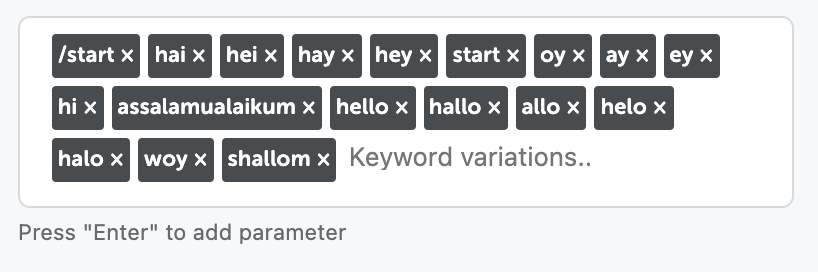 /start × hai × hei × hay × hey × start × oy × ay × ey ×
hi × assalamualaikum × hello × hallo × allo × helo ×
halo × woy × shallom × Keyword variations..
Press "Enter" to add parameter